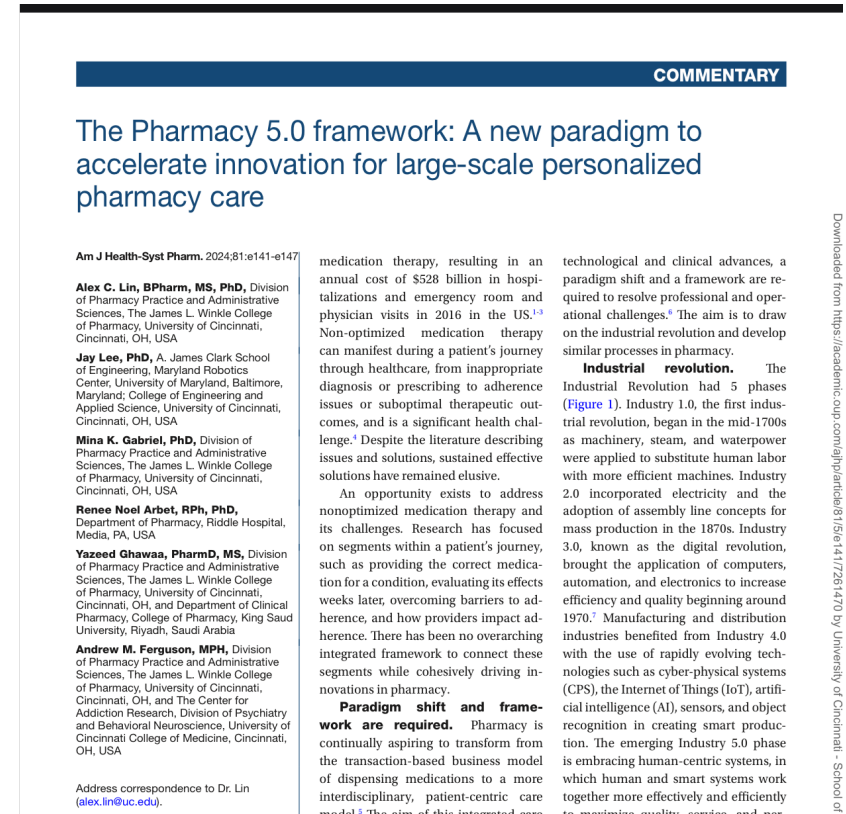 COMMENTARY
The Pharmacy 5.0 framework: A new paradigm to
accelerate innovation for large-scale personalized
pharmacy care
Am J Health-Syst Pharm. 2024;81:e141-e147
Alex C. Lin, BPharm, MS, PhD, Division
of Pharmacy Practice and Administrative
Sciences, The James L. Winkle College
of Pharmacy, University of Cincinnati,
Cincinnati, OH, USA
Jay Lee, PhD, A. James Clark School
of Engineering, Maryland Robotics
Center, University of Maryland, Baltimore,
Maryland; College of Engineering and
Applied Science, University of Cincinnati,
Cincinnati, OH, USA
Mina K. Gabriel, PhD, Division of
Pharmacy Practice and Administrative
Sciences, The James L. Winkle College
of Pharmacy, University of Cincinnati,
Cincinnati, OH, USA
Renee Noel Arbet, RPh, PhD,
Department of Pharmacy, Riddle Hospital,
Media, PA, USA
Yazeed Ghawaa, PharmD, MS, Division
of Pharmacy Practice and Administrative
Sciences, The James L. Winkle College
of Pharmacy, University of Cincinnati,
Cincinnati, OH, and Department of Clinical
Pharmacy, College of Pharmacy, King Saud
University, Riyadh, Saudi Arabia
Andrew M. Ferguson, MPH, Division
of Pharmacy Practice and Administrative
Sciences, The James L. Winkle College
of Pharmacy, University of Cincinnati,
Cincinnati, OH, and The Center for
Addiction Research, Division of Psychiatry
and Behavioral Neuroscience, University of
Cincinnati College of Medicine, Cincinnati,
OH, USA
Address correspondence to Dr. Lin
(alex.lin@uc.edu).
medication therapy, resulting in an
annual cost of $528 billion in hospi-
talizations and emergency room and
physician visits in 2016 in the US.1-3
Non-optimized medication therapy
can manifest during a patient's journey
through healthcare, from inappropriate
diagnosis or prescribing to adherence
issues or suboptimal therapeutic out-
comes, and is a significant health chal-
lenge.4 Despite the literature describing
issues and solutions, sustained effective
solutions have remained elusive.
An opportunity exists to address
nonoptimized medication therapy and
its challenges. Research has focused
on segments within a patient's journey,
such as providing the correct medica-
tion for a condition, evaluating its effects
weeks later, overcoming barriers to ad-
herence, and how providers impact ad-
herence. There has been no overarching
integrated framework to connect these
segments while cohesively driving in-
novations in pharmacy.
Paradigm shift and frame-
work are required. Pharmacy is
continually aspiring to transform from
the transaction-based business model
of dispensing medications to a more
interdisciplinary, patient-centric care
model.5 The aim of this integrated care
technological and clinical advances, a
paradigm shift and a framework are re-
quired to resolve professional and oper-
ational challenges.6 The aim is to draw
on the industrial revolution and develop
similar processes in pharmacy.
Industrial revolution. The
Industrial Revolution had 5 phases
(Figure 1). Industry 1.0, the first indus-
trial revolution, began in the mid-1700s
as machinery, steam, and waterpower
were applied to substitute human labor
with more efficient machines. Industry
2.0 incorporated electricity and the
adoption of assembly line concepts for
mass production in the 1870s. Industry
3.0, known as the digital revolution,
brought the application of computers,
automation, and electronics to increase
efficiency and quality beginning around
1970.7 Manufacturing and distribution
industries benefited from Industry 4.0
with the use of rapidly evolving tech-
nologies such as cyber-physical systems
(CPS), the Internet of Things (IoT), artifi-
cial intelligence (AI), sensors, and object
recognition in creating smart produc-
tion. The emerging Industry 5.0 phase
is embracing human-centric systems, in
which human and smart systems work
together more effectively and efficiently
to maximize quality, service, and per-
Downloaded from https://academic.oup.com/ajhp/article/81/5/e141/7261470 by University of Cincinnati - School of